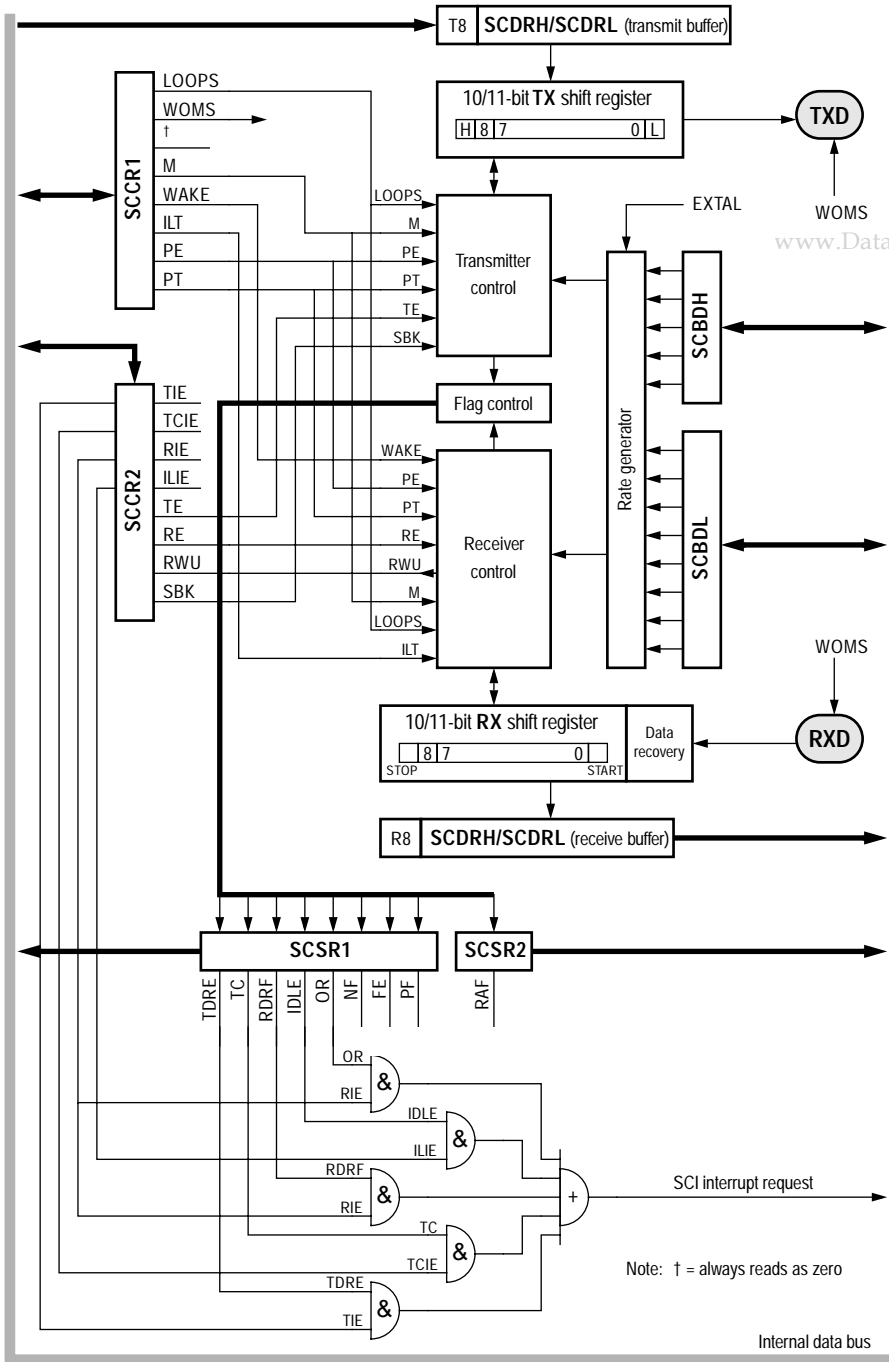 T8 SCDRH/SCDRL (transmit buffer)
10/11-bit TX shift register
H 8 7 0 L
TXD
WOMS
www.Data
EXTAL
SCCR1
LOOPS
WOMS
†
M
WAKE
ILT
PE
PT
LOOPS
M
PE
PT
TE
SBK
Transmitter
control
Rate generator
SCBDH
SCBDL
SCCR2
TIE
TCIE
RIE
ILIE
TE
RE
RWU
SBK
Flag control
WAKE
PE
PT
RE
RWU
M
LOOPS
ILT
Receiver
control
WOMS
RXD
10/11-bit RX shift register
8 7 0
STOP START
Data
recovery
R8 SCDRH/SCDRL (receive buffer)
SCSR1
SCSR2
TDRE
TC
RDRF
IDLE
OR
NF
FE
PF
RAF
OR
&
RIE
IDLE
&
ILIE
RDRF
&
RIE
TC
&
TCIE
TDRE
&
TIE
+
SCI interrupt request
Note: † = always reads as zero
Internal data bus